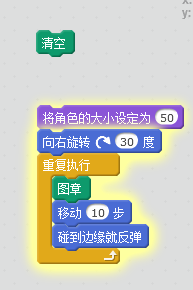 x:
y:
清空
将角色的大小设定为 50
向右旋转 30 度
重复执行
图章
移动 10 步
碰到边缘就反弹